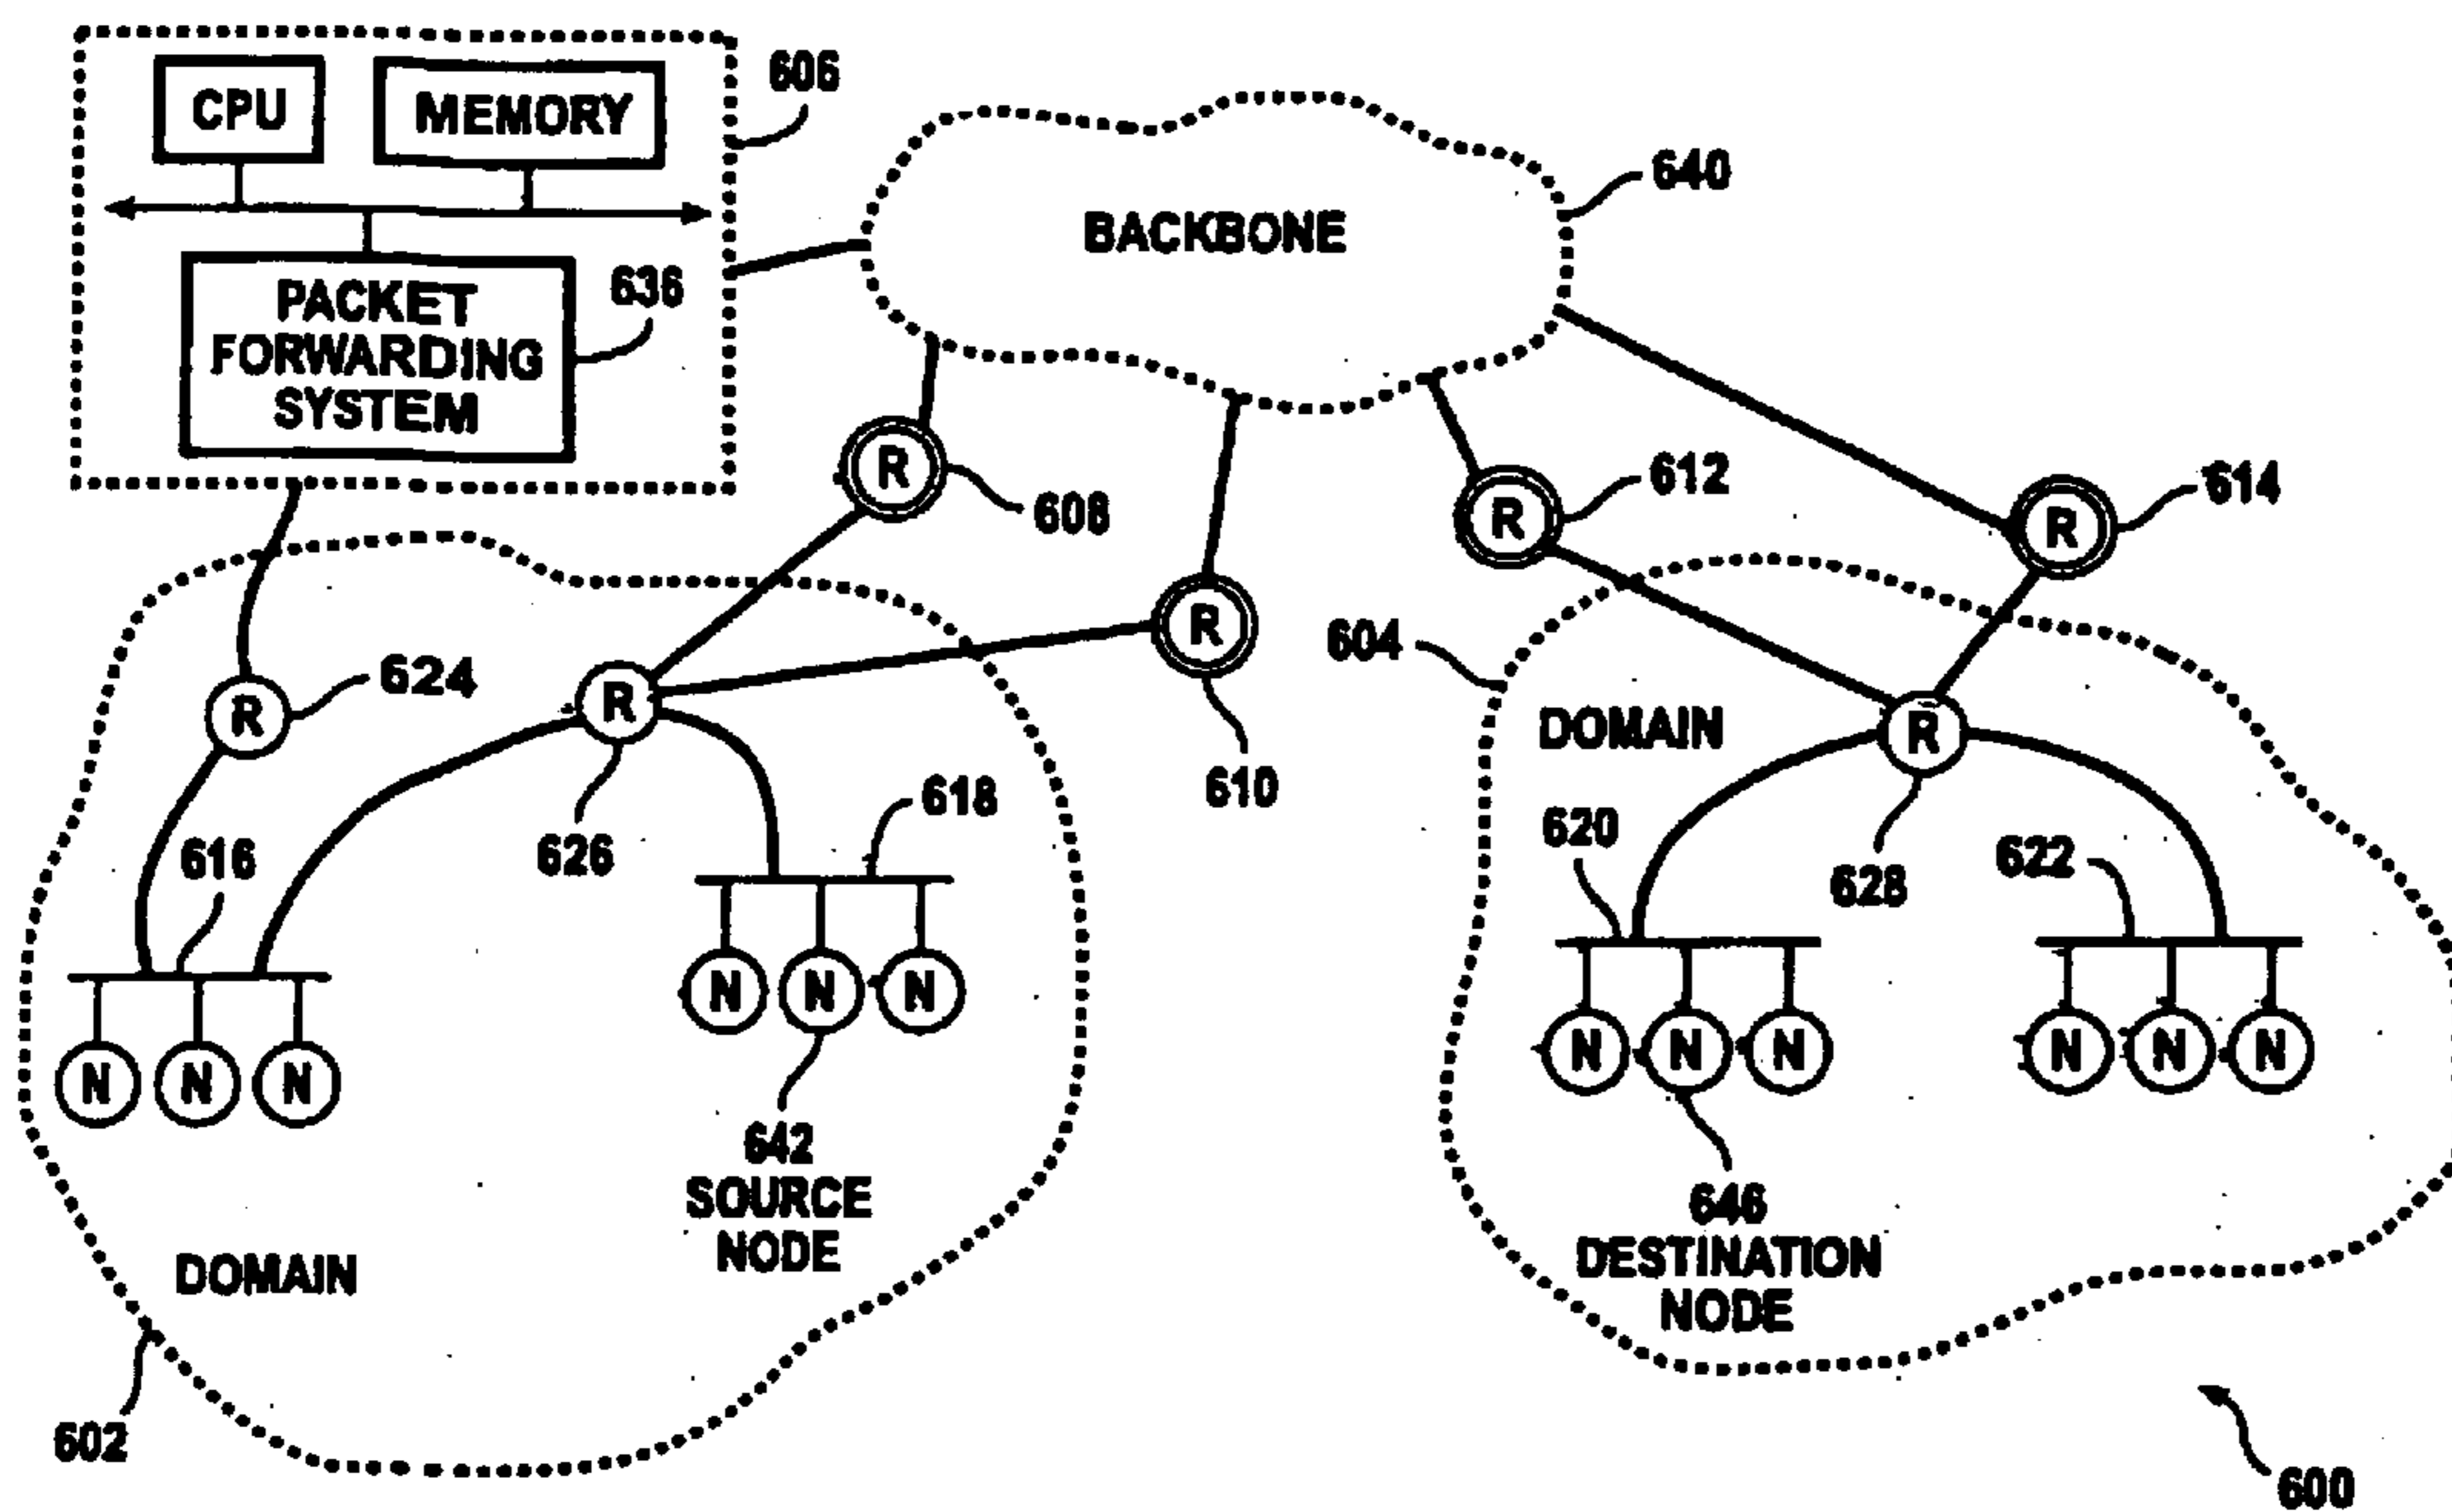 CPU
MEMORY
606
BACKBONE
640
PACKET
FORWARDING
SYSTEM
636
R
608
R
612
R
614
R
610
604
R
624
R
626
DOMAIN
R
628
616
618
620
622
N N N
N N N
N N N
N N N
642
SOURCE
NODE
646
DESTINATION
NODE
DOMAIN
602
600